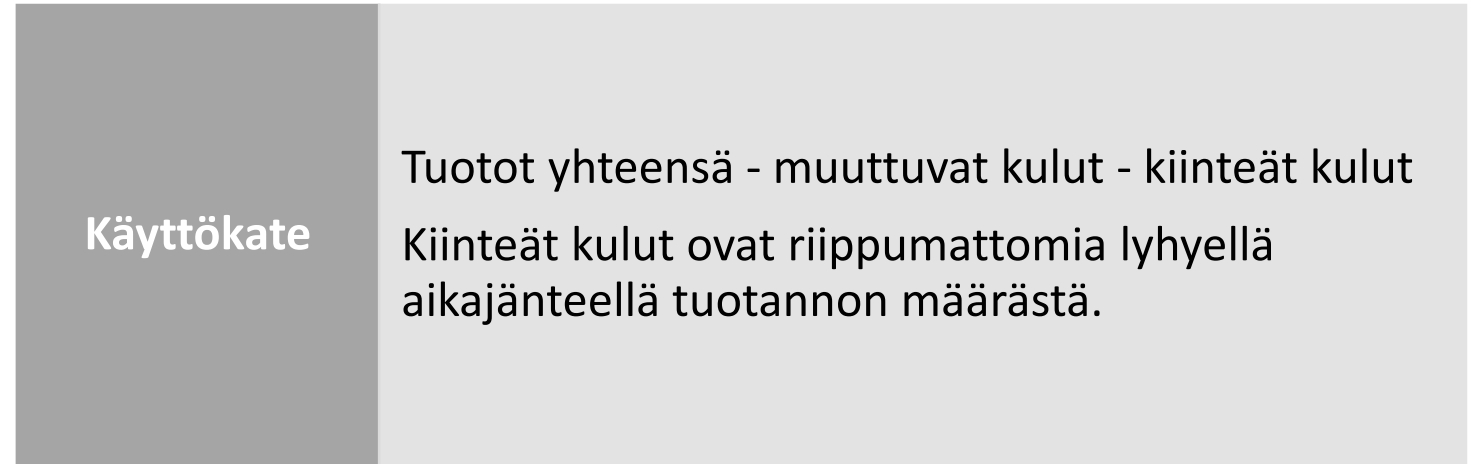 Käyttökate
Tuotot yhteensä - muuttuvat kulut - kiinteät kulut
Kiinteät kulut ovat riippumattomia lyhyellä
aikajänteellä tuotannon määrästä.